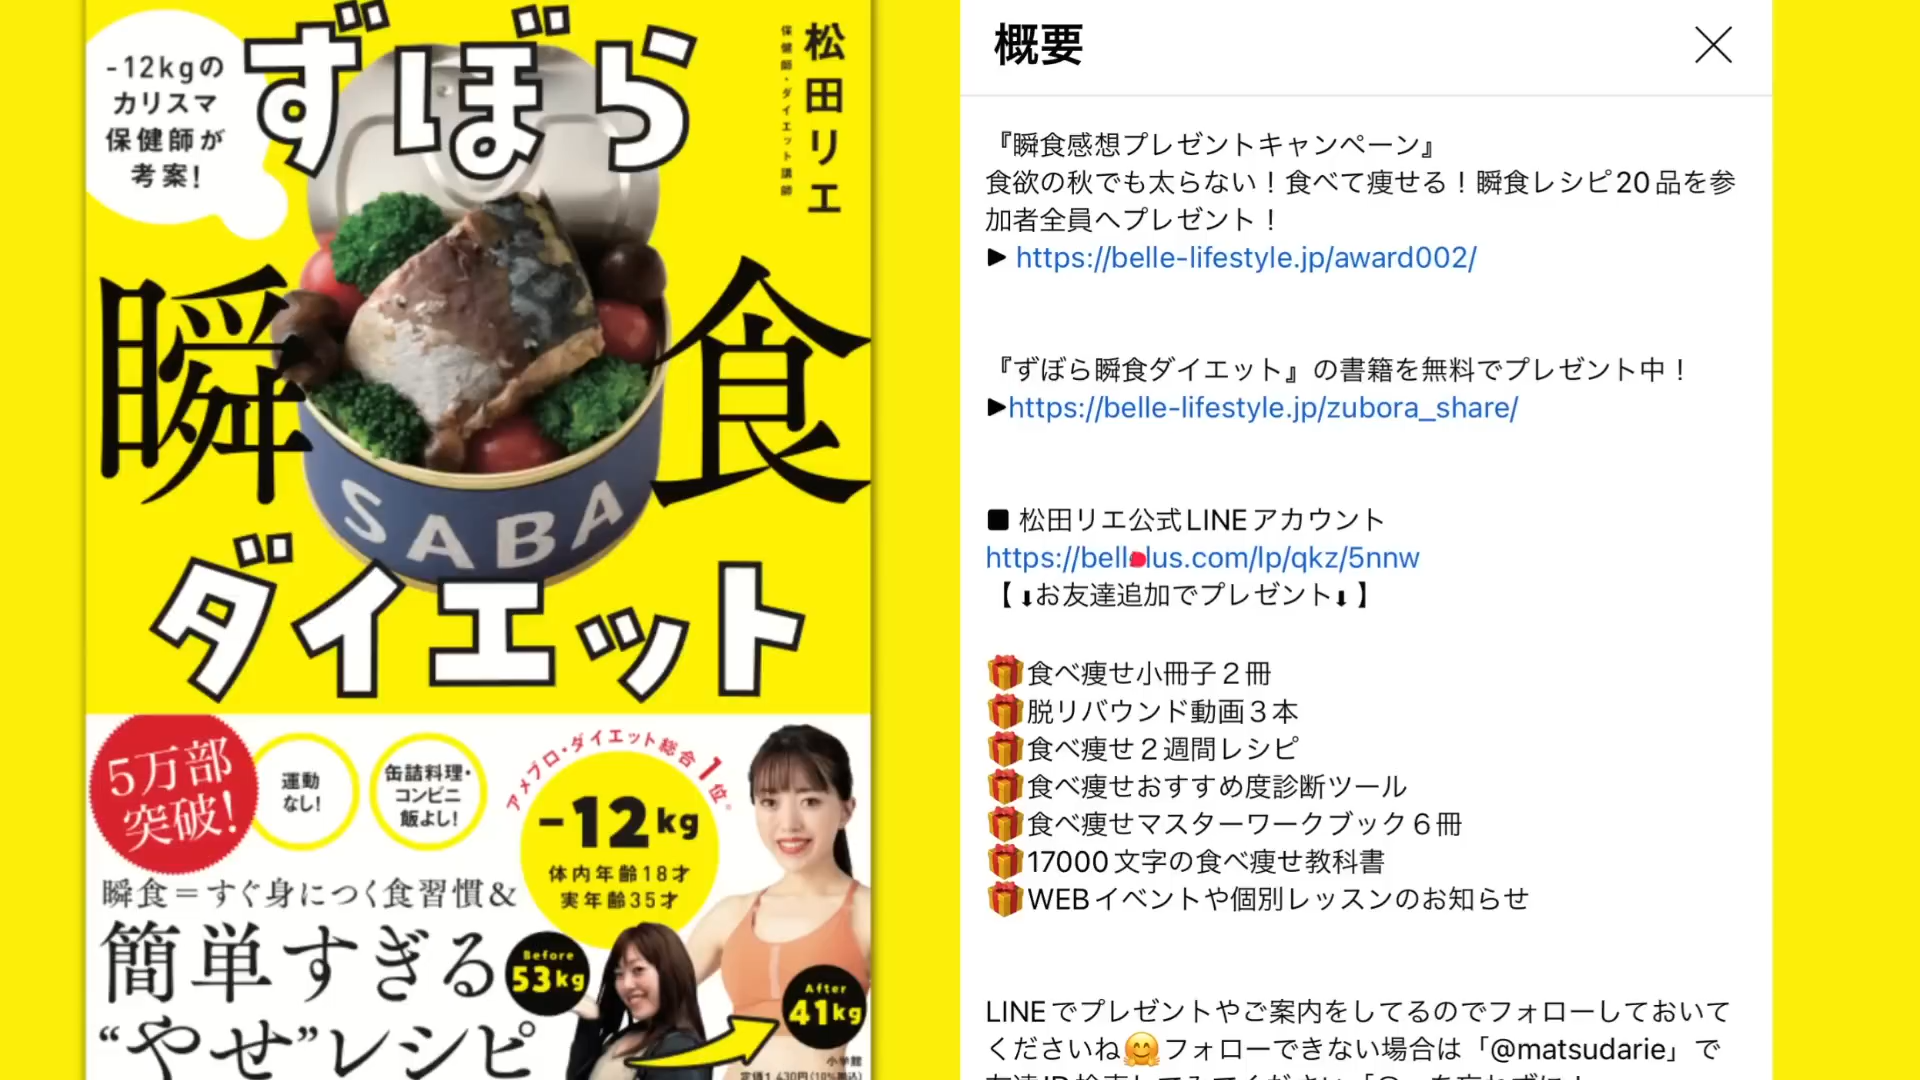 -12kgの
カリスマ
保健師が
考案!
ずぼら
松田リエ
保健師・ダイエット講師
瞬食
SABA
ダイエット
5万部
突破!
運動
なし!
缶詰料理・
コンビニ
飯よし!
アメブロ・ダイエット総合1位。
-12kg
体内年齢18才
実年齢35才
瞬食=すぐ身につく食習慣&
簡単すぎる
“やせ”レシピ
Before
53kg
After
41kg
小学館
定価1,430円(10%税込)
概要
『瞬食感想プレゼントキャンペーン』
食欲の秋でも太らない!食べて痩せる!瞬食レシピ20品を参
加者全員へプレゼント!
▶ https://belle-lifestyle.jp/award002/
『ずぼら瞬食ダイエット』の書籍を無料でプレゼント中!
▶https://belle-lifestyle.jp/zubora_share/
■ 松田リエ公式LINEアカウント
https://bell lus.com/lp/qkz/5nnw
【⬇お友達追加でプレゼント⬇】
🎁食べ痩せ小冊子２冊
🎁脱リバウンド動画３本
🎁食べ痩せ２週間レシピ
🎁食べ痩せおすすめ度診断ツール
🎁食べ痩せマスターワークブック６冊
🎁17000文字の食べ痩せ教科書
🎁WEBイベントや個別レッスンのお知らせ
LINEでプレゼントやご案内をしてるのでフォローしておいて
くださいね🤗フォローできない場合は「@matsudarie」で